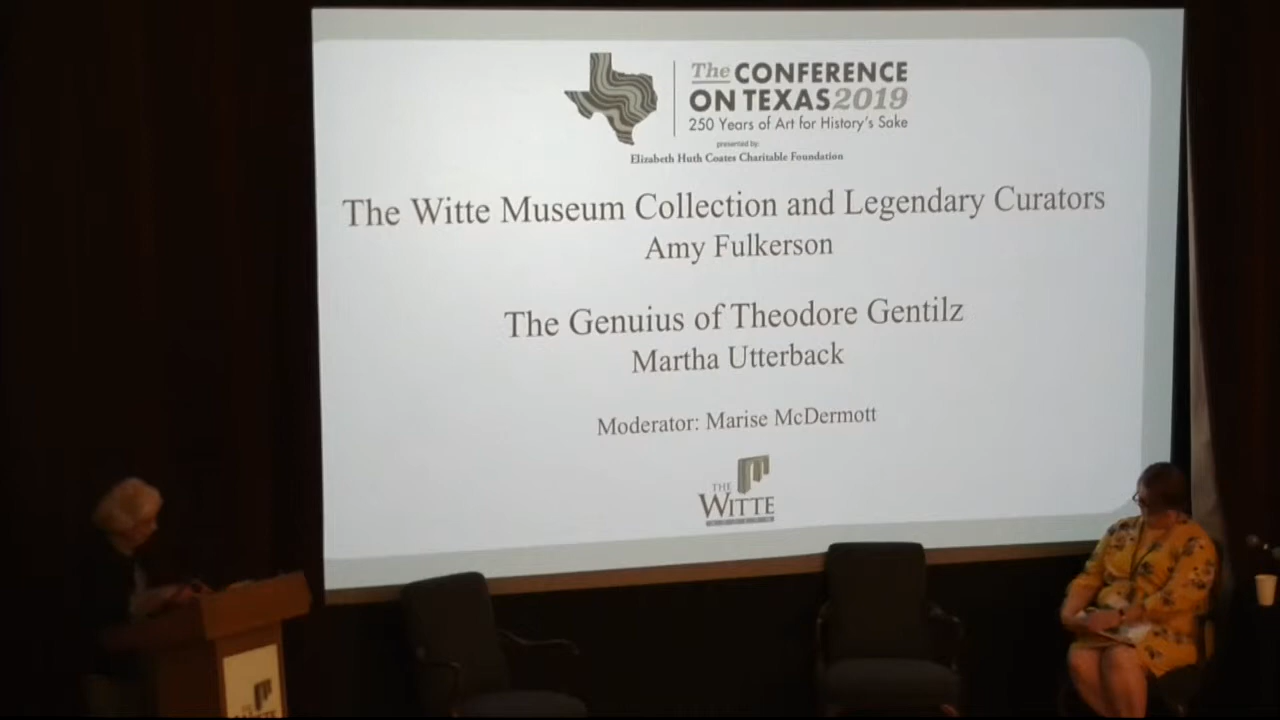 The CONFERENCE
ON TEXAS 2019
250 Years of Art for History's Sake
presented by:
Elizabeth Huth Coates Charitable Foundation
The Witte Museum Collection and Legendary Curators
Amy Fulkerson
The Genuius of Theodore Gentilz
Martha Utterback
Moderator: Marise McDermott
THE
WITTE
THE